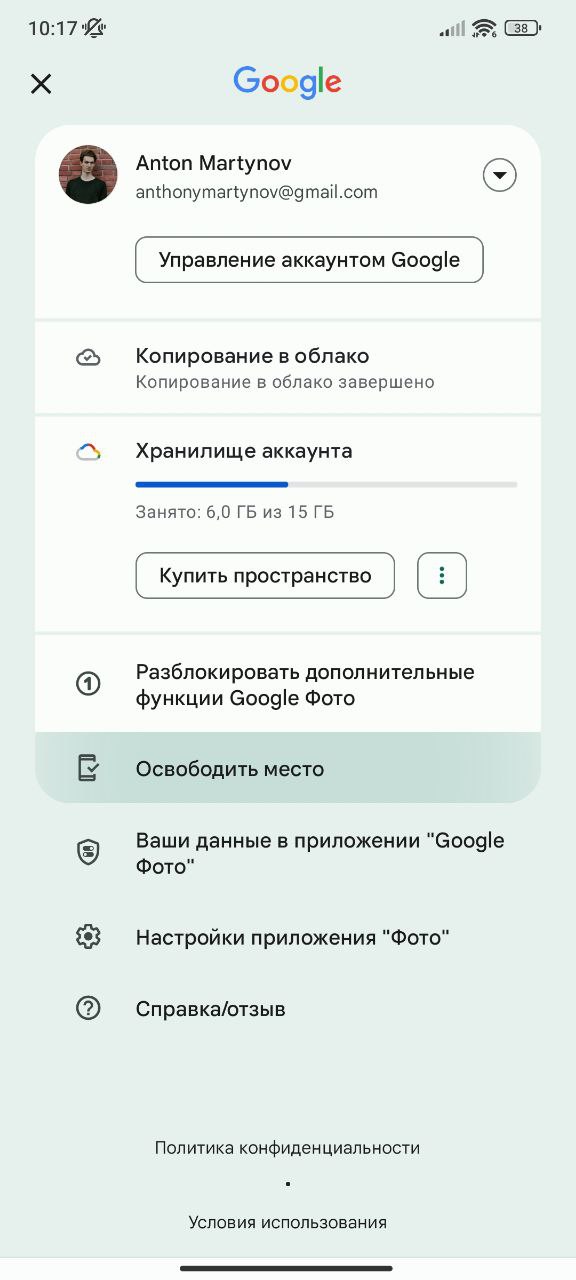 10:17
6
38
Google
Anton Martynov
anthonymartynov@gmail.com
Управление аккаунтом Google
Копирование в облако
Копирование в облако завершено
Хранилище аккаунта
Занято: 6,0 ГБ из 15 ГБ
Купить пространство
1
Разблокировать дополнительные
функции Google Фото
Освободить место
Ваши данные в приложении "Google
Фото"
Настройки приложения "Фото"
?
Справка/отзыв
Политика конфиденциальности
•
Условия использования